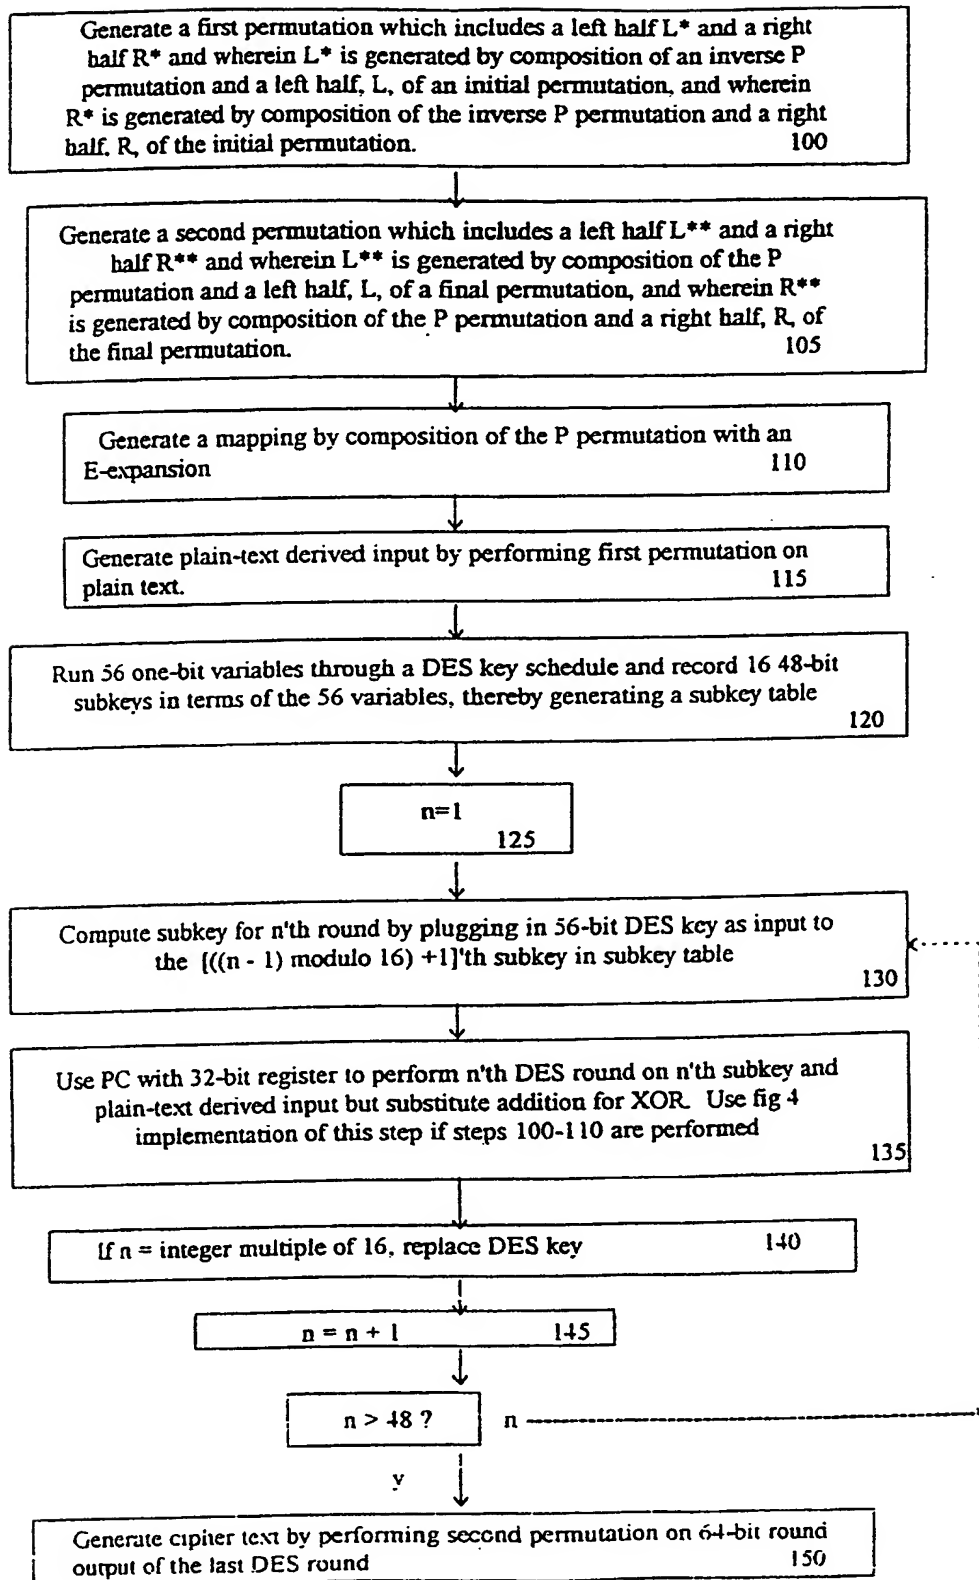 Generate a first permutation which includes a left half L* and a right
half R* and wherein L* is generated by composition of an inverse P
permutation and a left half, L, of an initial permutation, and wherein
R* is generated by composition of the inverse P permutation and a right
half. R, of the initial permutation.
100
Generate a second permutation which includes a left half L** and a right
half R** and wherein L** is generated by composition of the P
permutation and a left half, L, of a final permutation, and wherein R**
is generated by composition of the P permutation and a right half, R, of
the final permutation.
105
Generate a mapping by composition of the P permutation with an
E-expansion
110
Generate plain-text derived input by performing first permutation on
plain text.
115
Run 56 one-bit variables through a DES key schedule and record 16 48-bit
subkeys in terms of the 56 variables, thereby generating a subkey table
120
n=1
125
Compute subkey for n'th round by plugging in 56-bit DES key as input to
the [((n - 1) modulo 16) +1]'th subkey in subkey table
130
Use PC with 32-bit register to perform n'th DES round on n'th subkey and
plain-text derived input but substitute addition for XOR. Use fig 4
implementation of this step if steps 100-110 are performed
135
If n = integer multiple of 16, replace DES key
140
n = n + 1
145
n > 48 ?
n
y
Generate cipher text by performing second permutation on 64-bit round
output of the last DES round
150